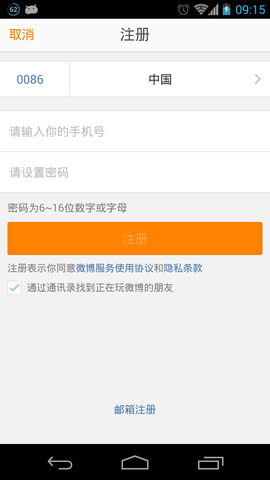 62
09:15
取消
注册
0086
中国
请输入你的手机号
请设置密码
密码为6~16位数字或字母
注册
注册表示你同意微博服务使用协议和隐私条款
通过通讯录找到正在玩微博的朋友
邮箱注册